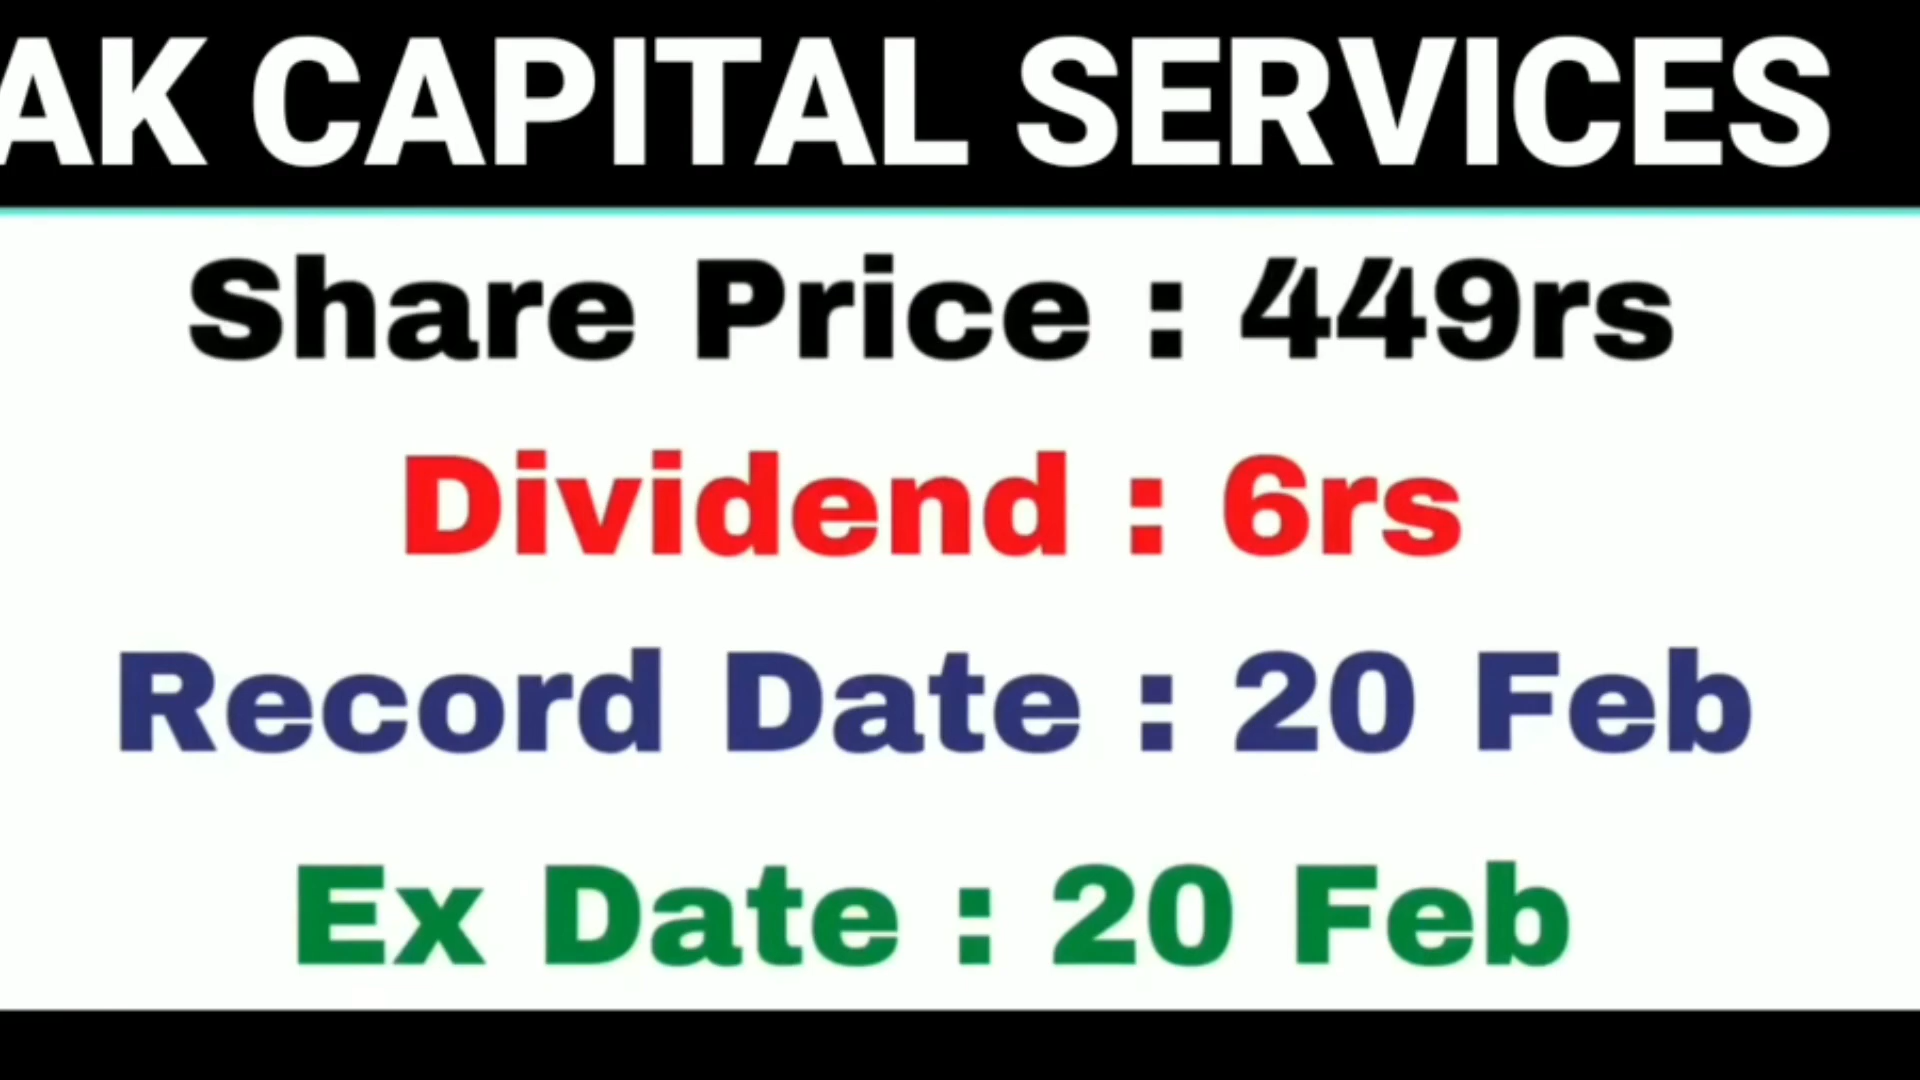 AK CAPITAL SERVICES
Share Price : 449rs
Dividend : 6rs
Record Date : 20 Feb
Ex Date : 20 Feb